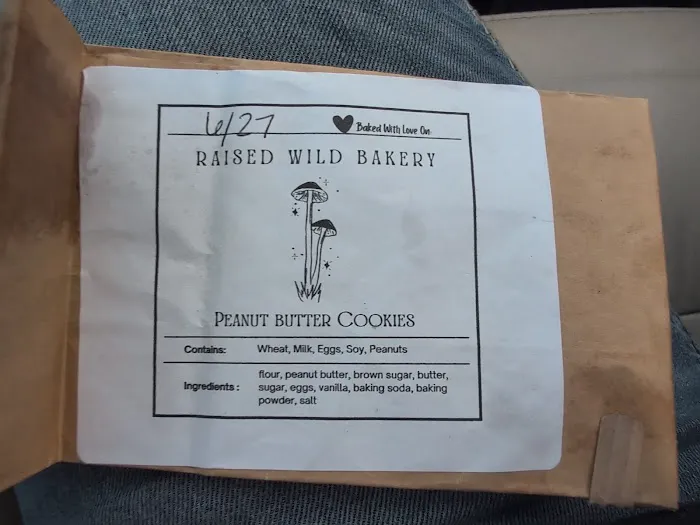 6/27 Baked With Love On
RAISED WILD BAKERY
PEANUT BUTTER COOKIES
Contains: Wheat, Milk, Eggs, Soy, Peanuts
Ingredients : flour, peanut butter, brown sugar, butter,
sugar, eggs, vanilla, baking soda, baking
powder, salt